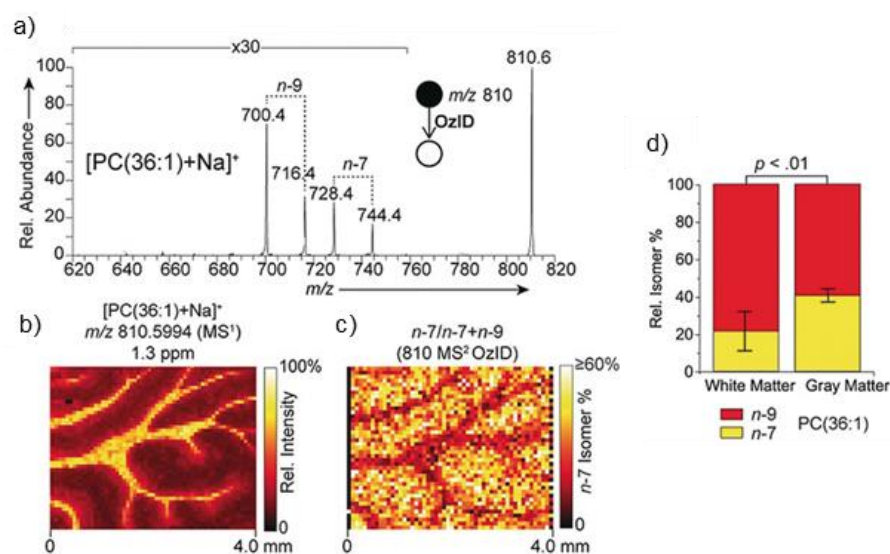 a)
x30
810.6
100
80
60
40
20
0
Rel. Abundance
n-9
700.4
716.4
n-7
728.4
744.4
m/z 810
OzID
[PC(36:1)+Na]+
620 640 660 680 700 720 740 760 780 800 820
m/z
b)
[PC(36:1)+Na]+
m/z 810.5994 (MS¹)
1.3 ppm
100%
Rel. Intensity
0
0 4.0 mm
c)
n-7/n-7+n-9
(810 MS² OzID)
≥60%
n-7 Isomer %
0
0 4.0 mm
d)
p < .01
100
80
60
40
20
0
Rel. Isomer %
White Matter Gray Matter
n-9
n-7
PC(36:1)